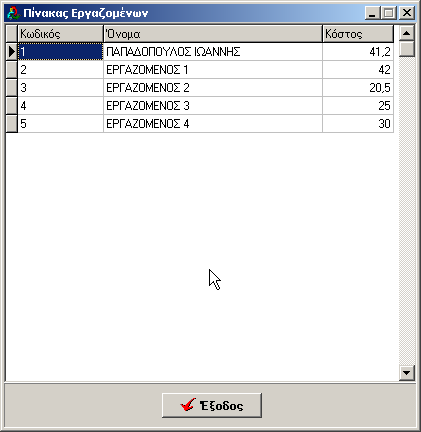 Πίνακας Εργαζομένων
Κωδικός Όνομα Κόστος
1 ΠΑΠΑΔΟΠΟΥΛΟΣ ΙΩΑΝΝΗΣ 41,2
2 ΕΡΓΑΖΟΜΕΝΟΣ 1 42
3 ΕΡΓΑΖΟΜΕΝΟΣ 2 20,5
4 ΕΡΓΑΖΟΜΕΝΟΣ 3 25
5 ΕΡΓΑΖΟΜΕΝΟΣ 4 30
Έξοδος